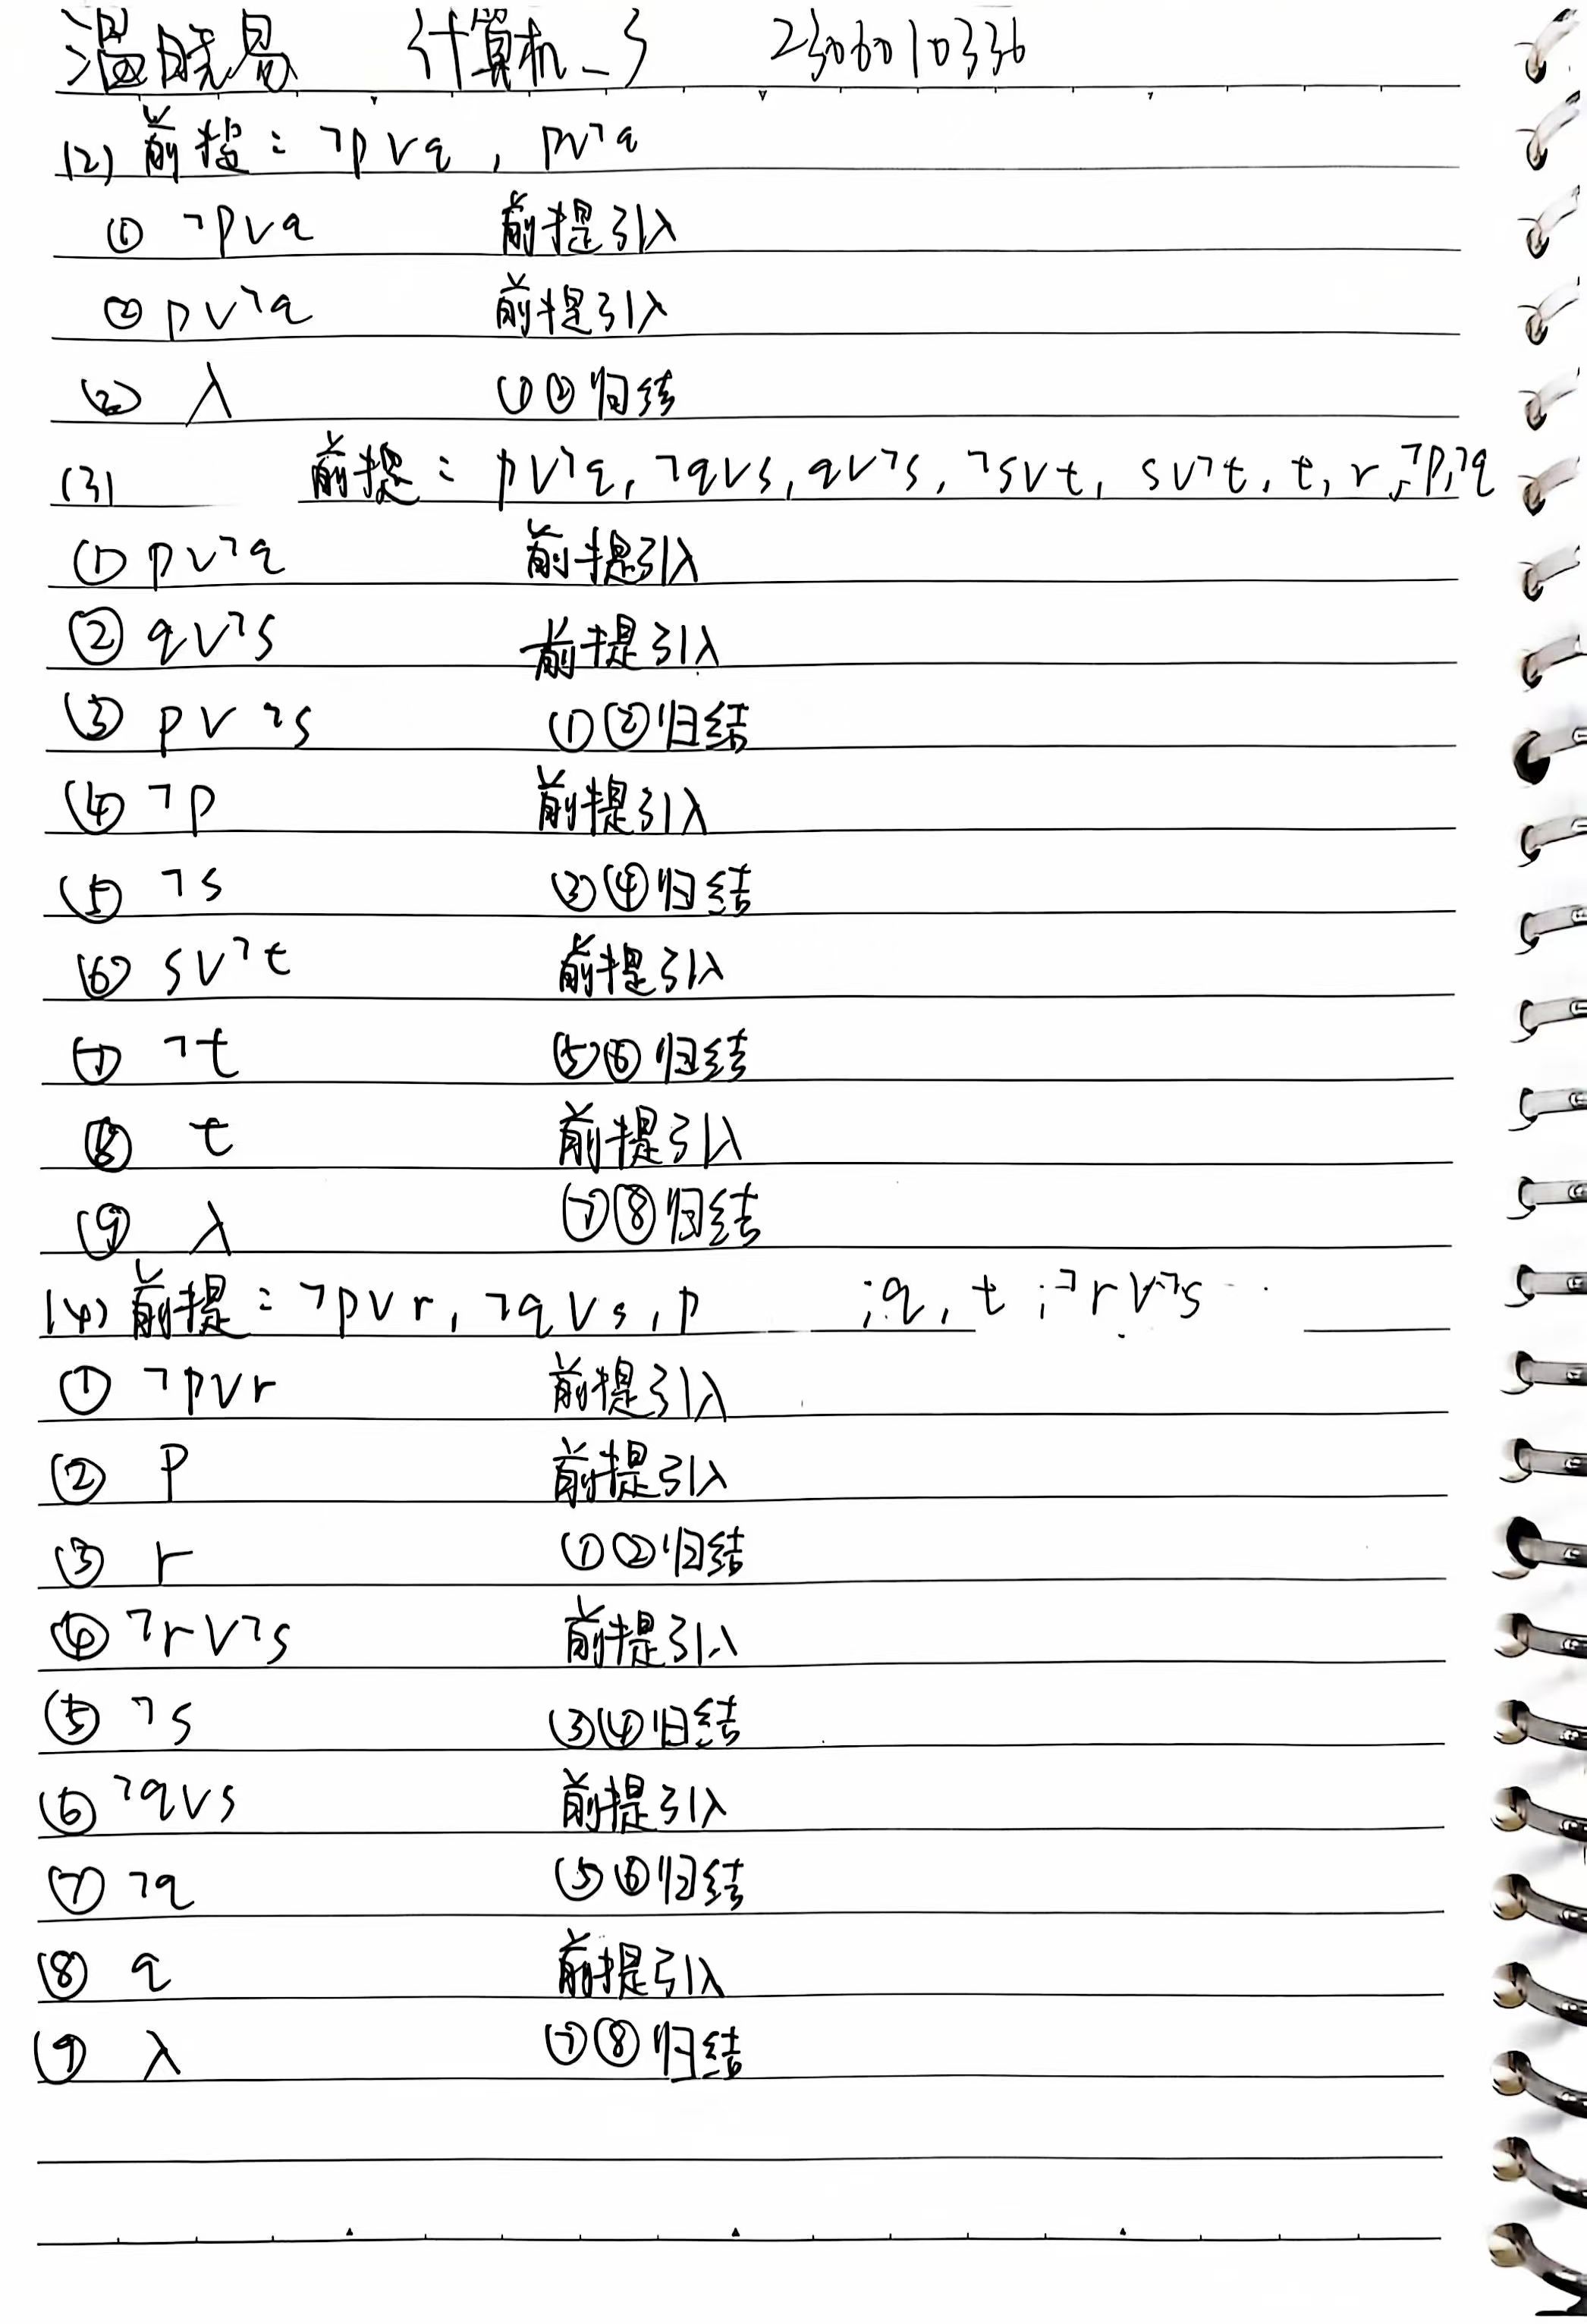 温晓易 计算机_3 2306010336
(2) 前提: ¬p∨q, p∨¬q
① ¬p∨q 前提引入
② p∨¬q 前提引入
③ λ ①②归结
(3) 前提: p∨¬q, ¬q∨s, q∨¬s, ¬s∨t, s∨¬t, t, r, ¬p, ¬q
① p∨¬q 前提引入
② q∨¬s 前提引入
③ p∨¬s ①②归结
④ ¬p 前提引入
⑤ ¬s ③④归结
⑥ s∨¬t 前提引入
⑦ ¬t ⑤⑥归结
⑧ t 前提引入
⑨ λ ⑦⑧归结
(4) 前提: ¬p∨r, ¬q∨s, p ; q, t ; ¬r∨¬s
① ¬p∨r 前提引入
② p 前提引入
③ r ①②归结
④ ¬r∨¬s 前提引入
⑤ ¬s ③④归结
⑥ ¬q∨s 前提引入
⑦ ¬q ⑤⑥归结
⑧ q 前提引入
⑨ λ ⑦⑧归结